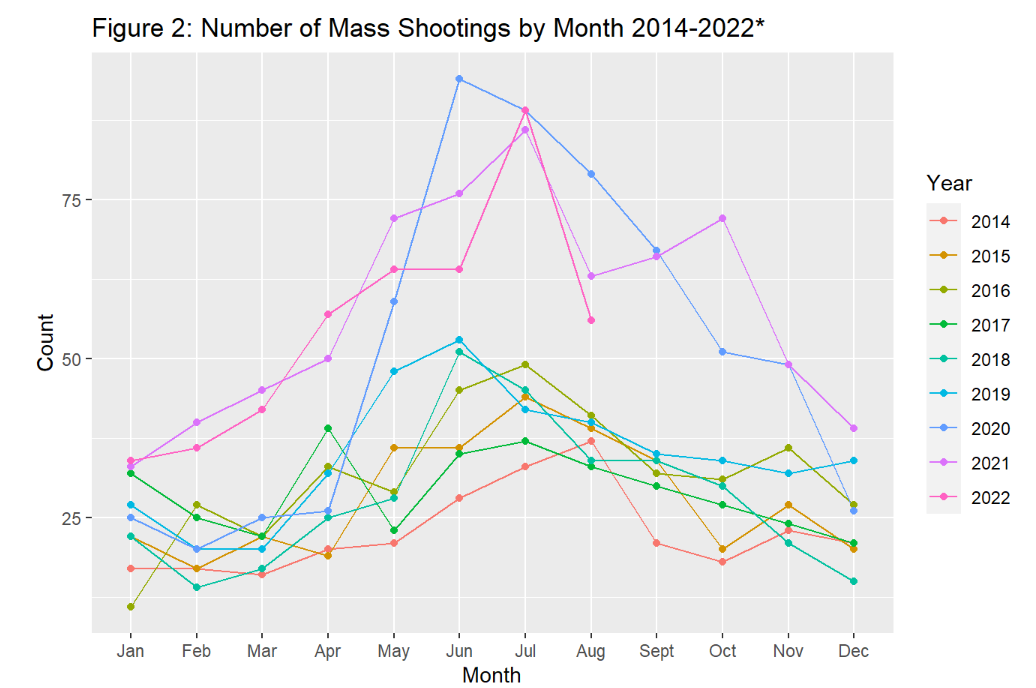 Figure 2: Number of Mass Shootings by Month 2014-2022*
75
50
25
Count
Jan Feb Mar Apr May Jun Jul Aug Sept Oct Nov Dec
Month
Year
2014
2015
2016
2017
2018
2019
2020
2021
2022